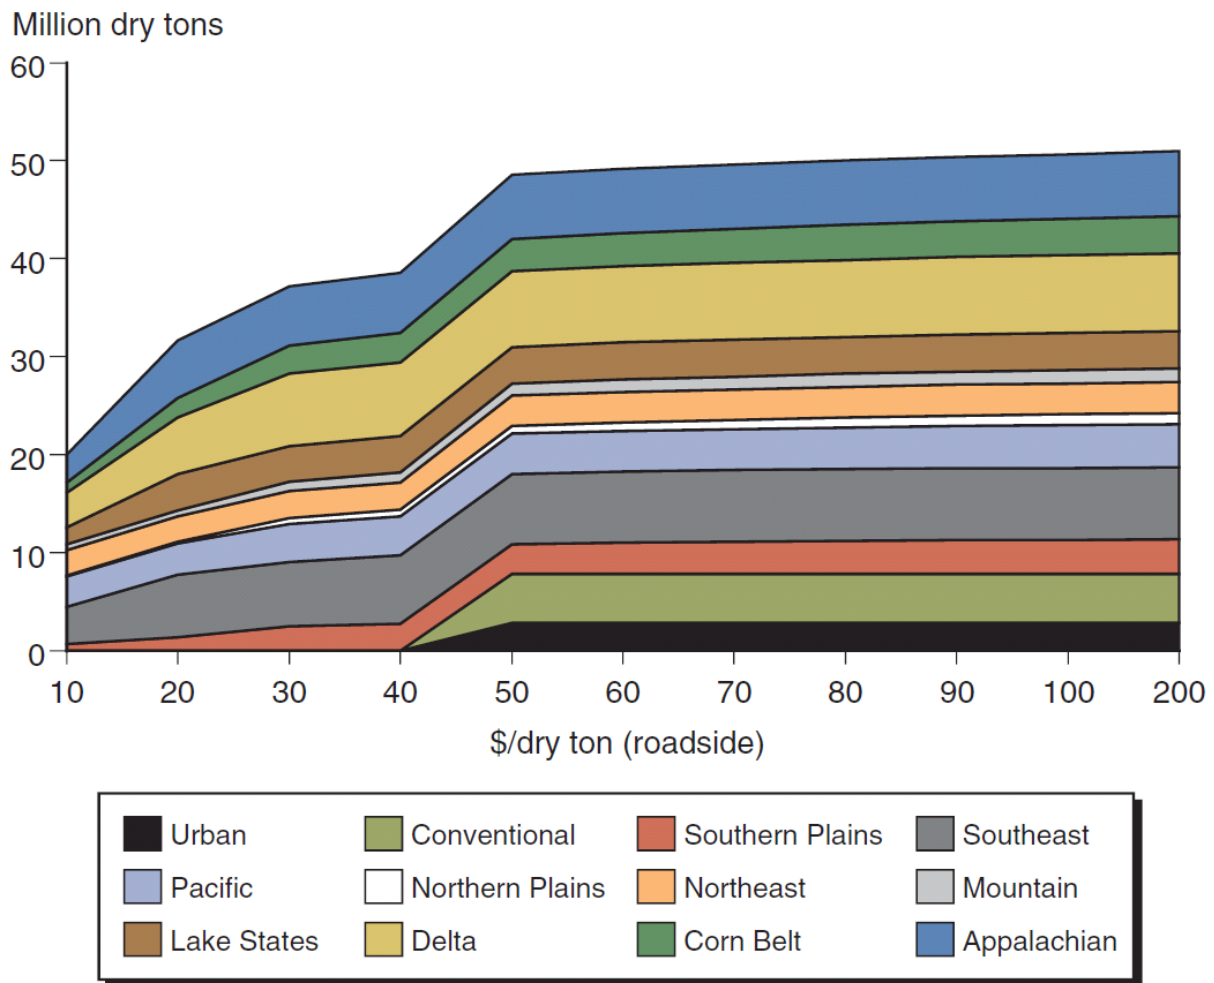 Million dry tons
60
50
40
30
20
10
0
10 20 30 40 50 60 70 80 90 100 200
$/dry ton (roadside)
Urban Conventional Southern Plains Southeast
Pacific Northern Plains Northeast Mountain
Lake States Delta Corn Belt Appalachian